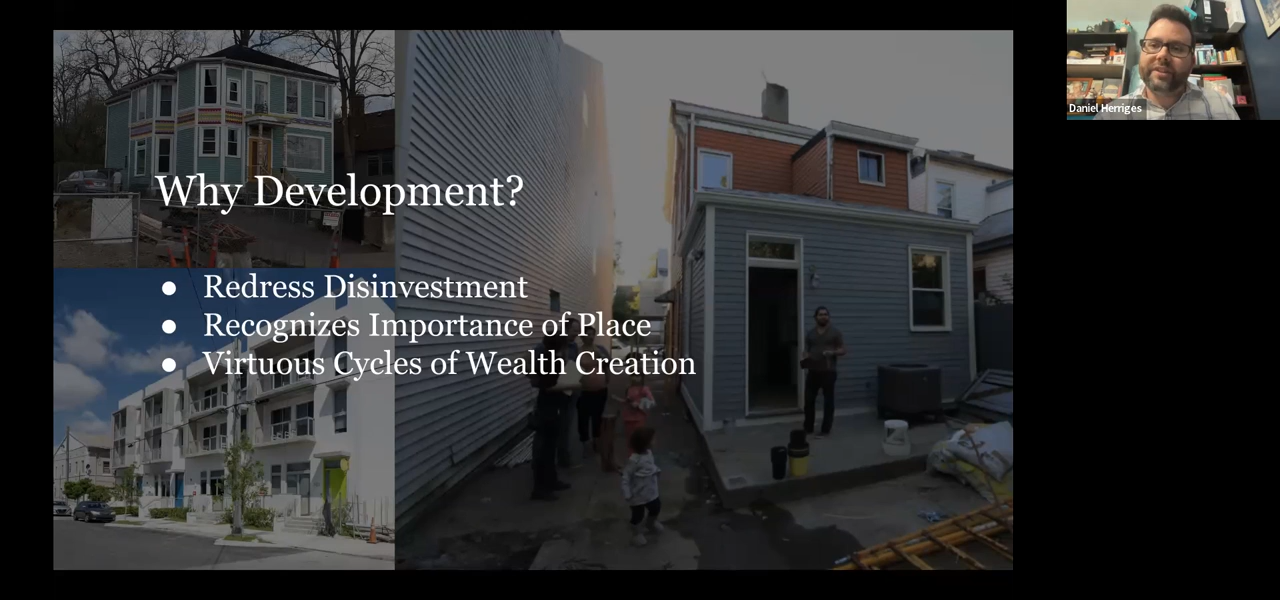 Why Development?
● Redress Disinvestment
● Recognizes Importance of Place
● Virtuous Cycles of Wealth Creation
Daniel Herriges